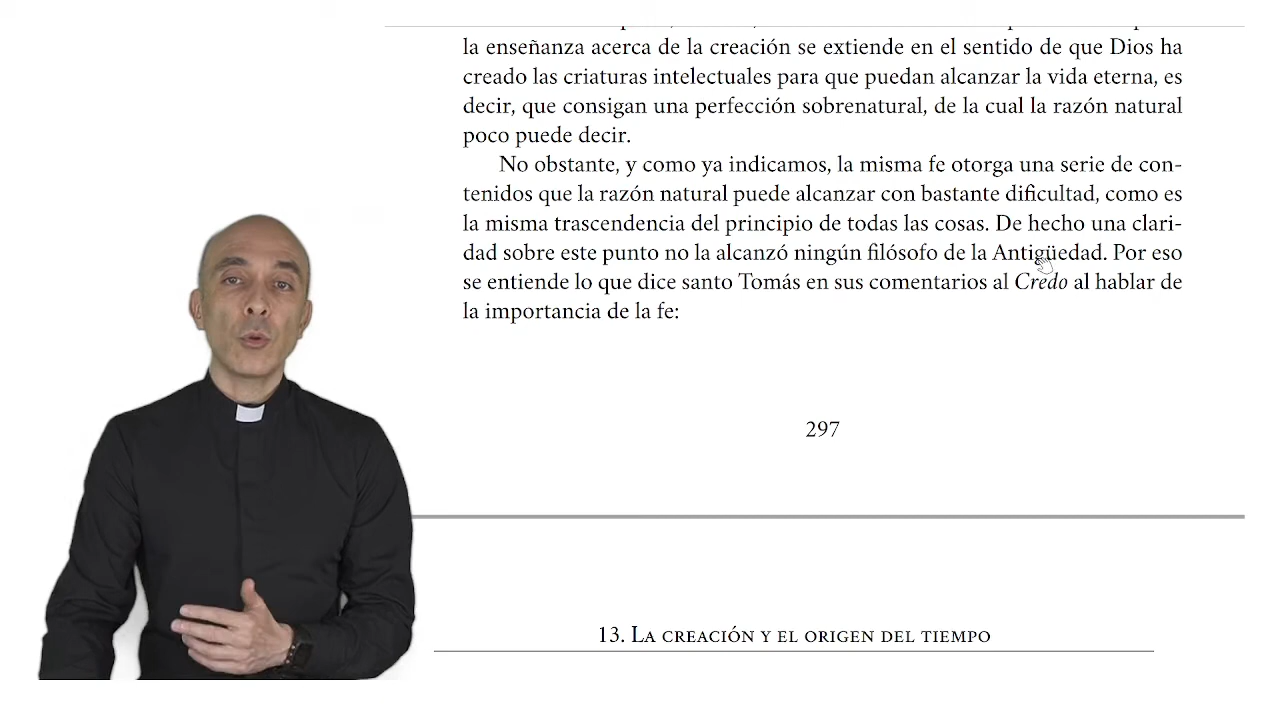 la enseñanza acerca de la creación se extiende en el sentido de que Dios ha
creado las criaturas intelectuales para que puedan alcanzar la vida eterna, es
decir, que consigan una perfección sobrenatural, de la cual la razón natural
poco puede decir.
No obstante, y como ya indicamos, la misma fe otorga una serie de con-
tenidos que la razón natural puede alcanzar con bastante dificultad, como es
la misma trascendencia del principio de todas las cosas. De hecho una clari-
dad sobre este punto no la alcanzó ningún filósofo de la Antigüedad. Por eso
se entiende lo que dice santo Tomás en sus comentarios al Credo al hablar de
la importancia de la fe:
297
13. La creación y el origen del tiempo